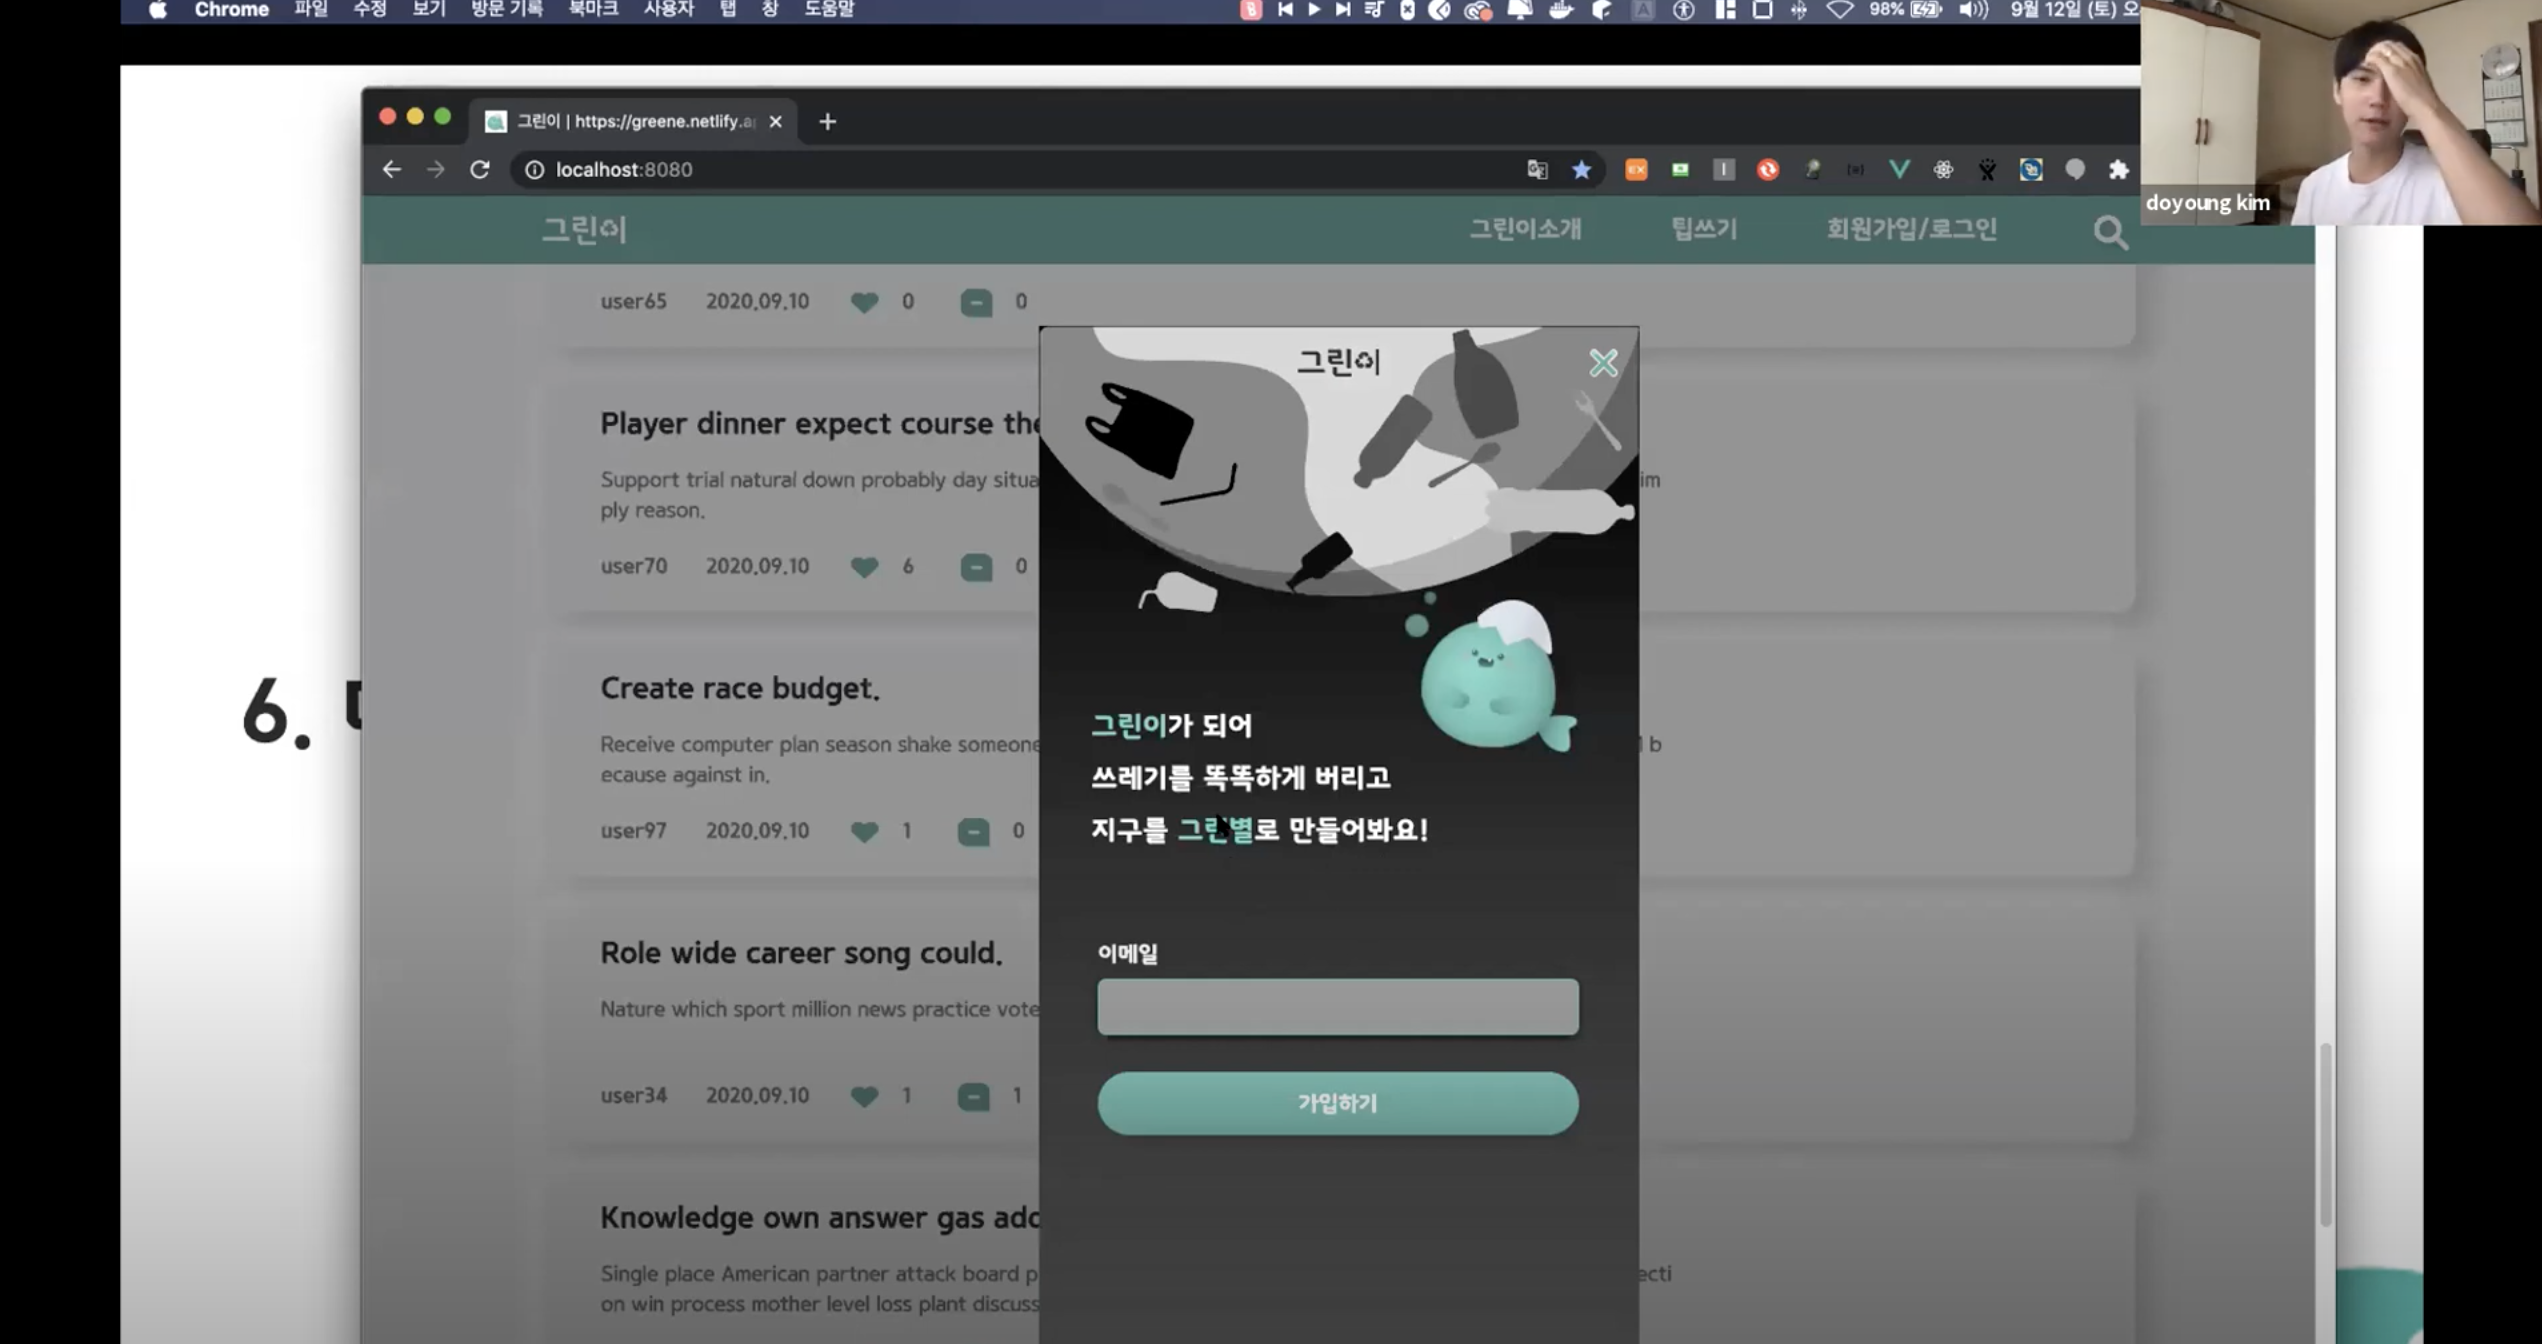 Chrome 파일 수정 보기 방문 기록 북마크 사용자 탭 창 도움말 98% 9월 12일 (토) 오
doyoung kim
그린이 | https://greene.netlify.a
localhost:8080
그린이 그린이소개 팁쓰기 회원가입/로그인
user65 2020.09.10 0 0
Player dinner expect course the
Support trial natural down probably day situa im
ply reason.
user70 2020.09.10 6 0
Create race budget.
Receive computer plan season shake someone l b
ecause against in.
user97 2020.09.10 1 0
Role wide career song could.
Nature which sport million news practice vote
user34 2020.09.10 1 1
Knowledge own answer gas add
Single place American partner attack board p ecti
on win process mother level loss plant discuss
6.
그린이
그린이가 되어
쓰레기를 똑똑하게 버리고
지구를 그린별로 만들어봐요!
이메일
가입하기